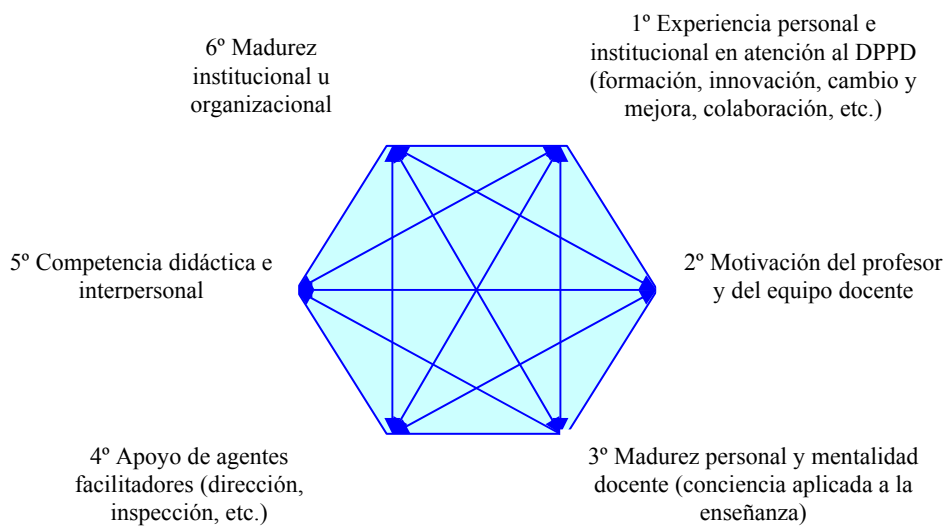 1º Experiencia personal e
institucional en atención al DPPD
(formación, innovación, cambio y
mejora, colaboración, etc.)
6º Madurez
institucional u
organizacional
5º Competencia didáctica e
interpersonal
2º Motivación del profesor
y del equipo docente
4º Apoyo de agentes
facilitadores (dirección,
inspección, etc.)
3º Madurez personal y mentalidad
docente (conciencia aplicada a la
enseñanza)